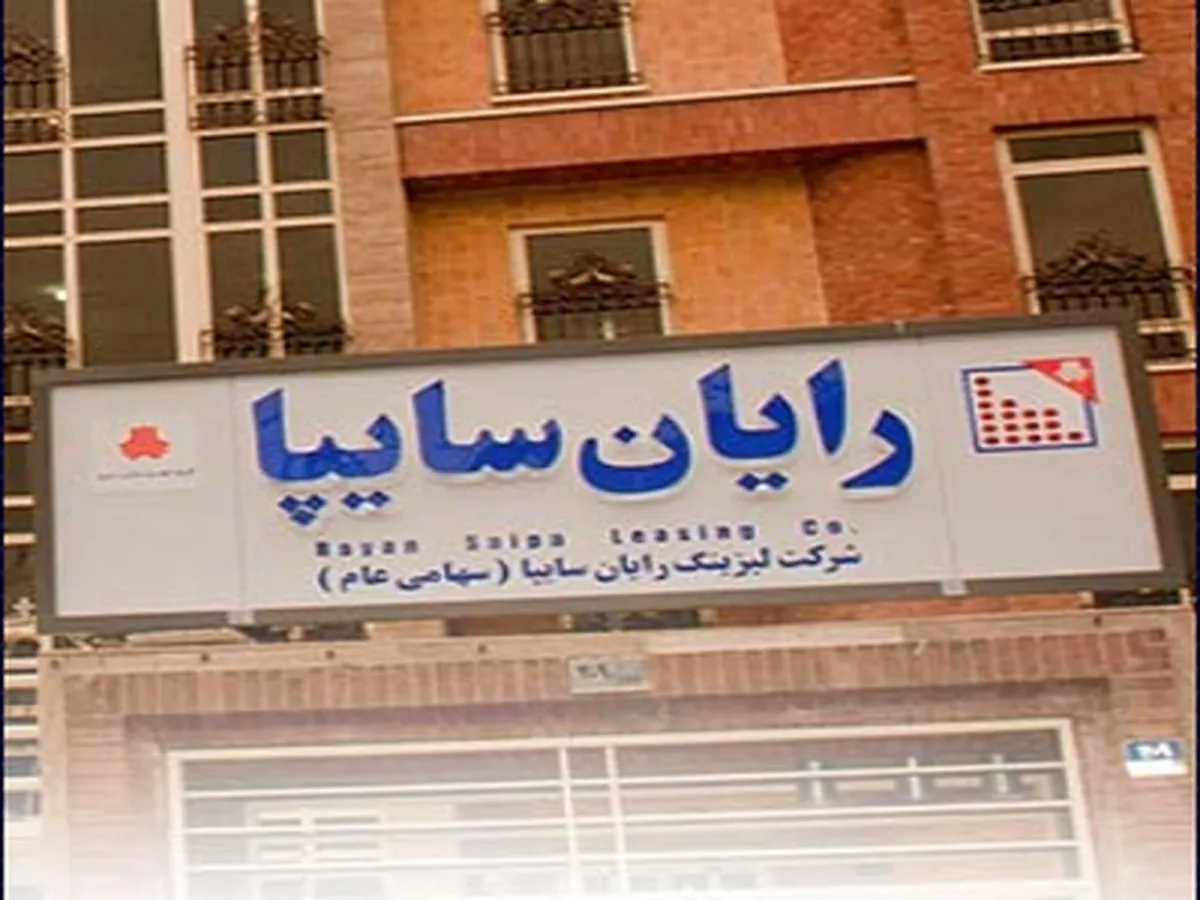 رایان سایپا
Rayan Saipa Leasing Co.
شرکت لیزینگ رایان سایپا ( سهامی عام )